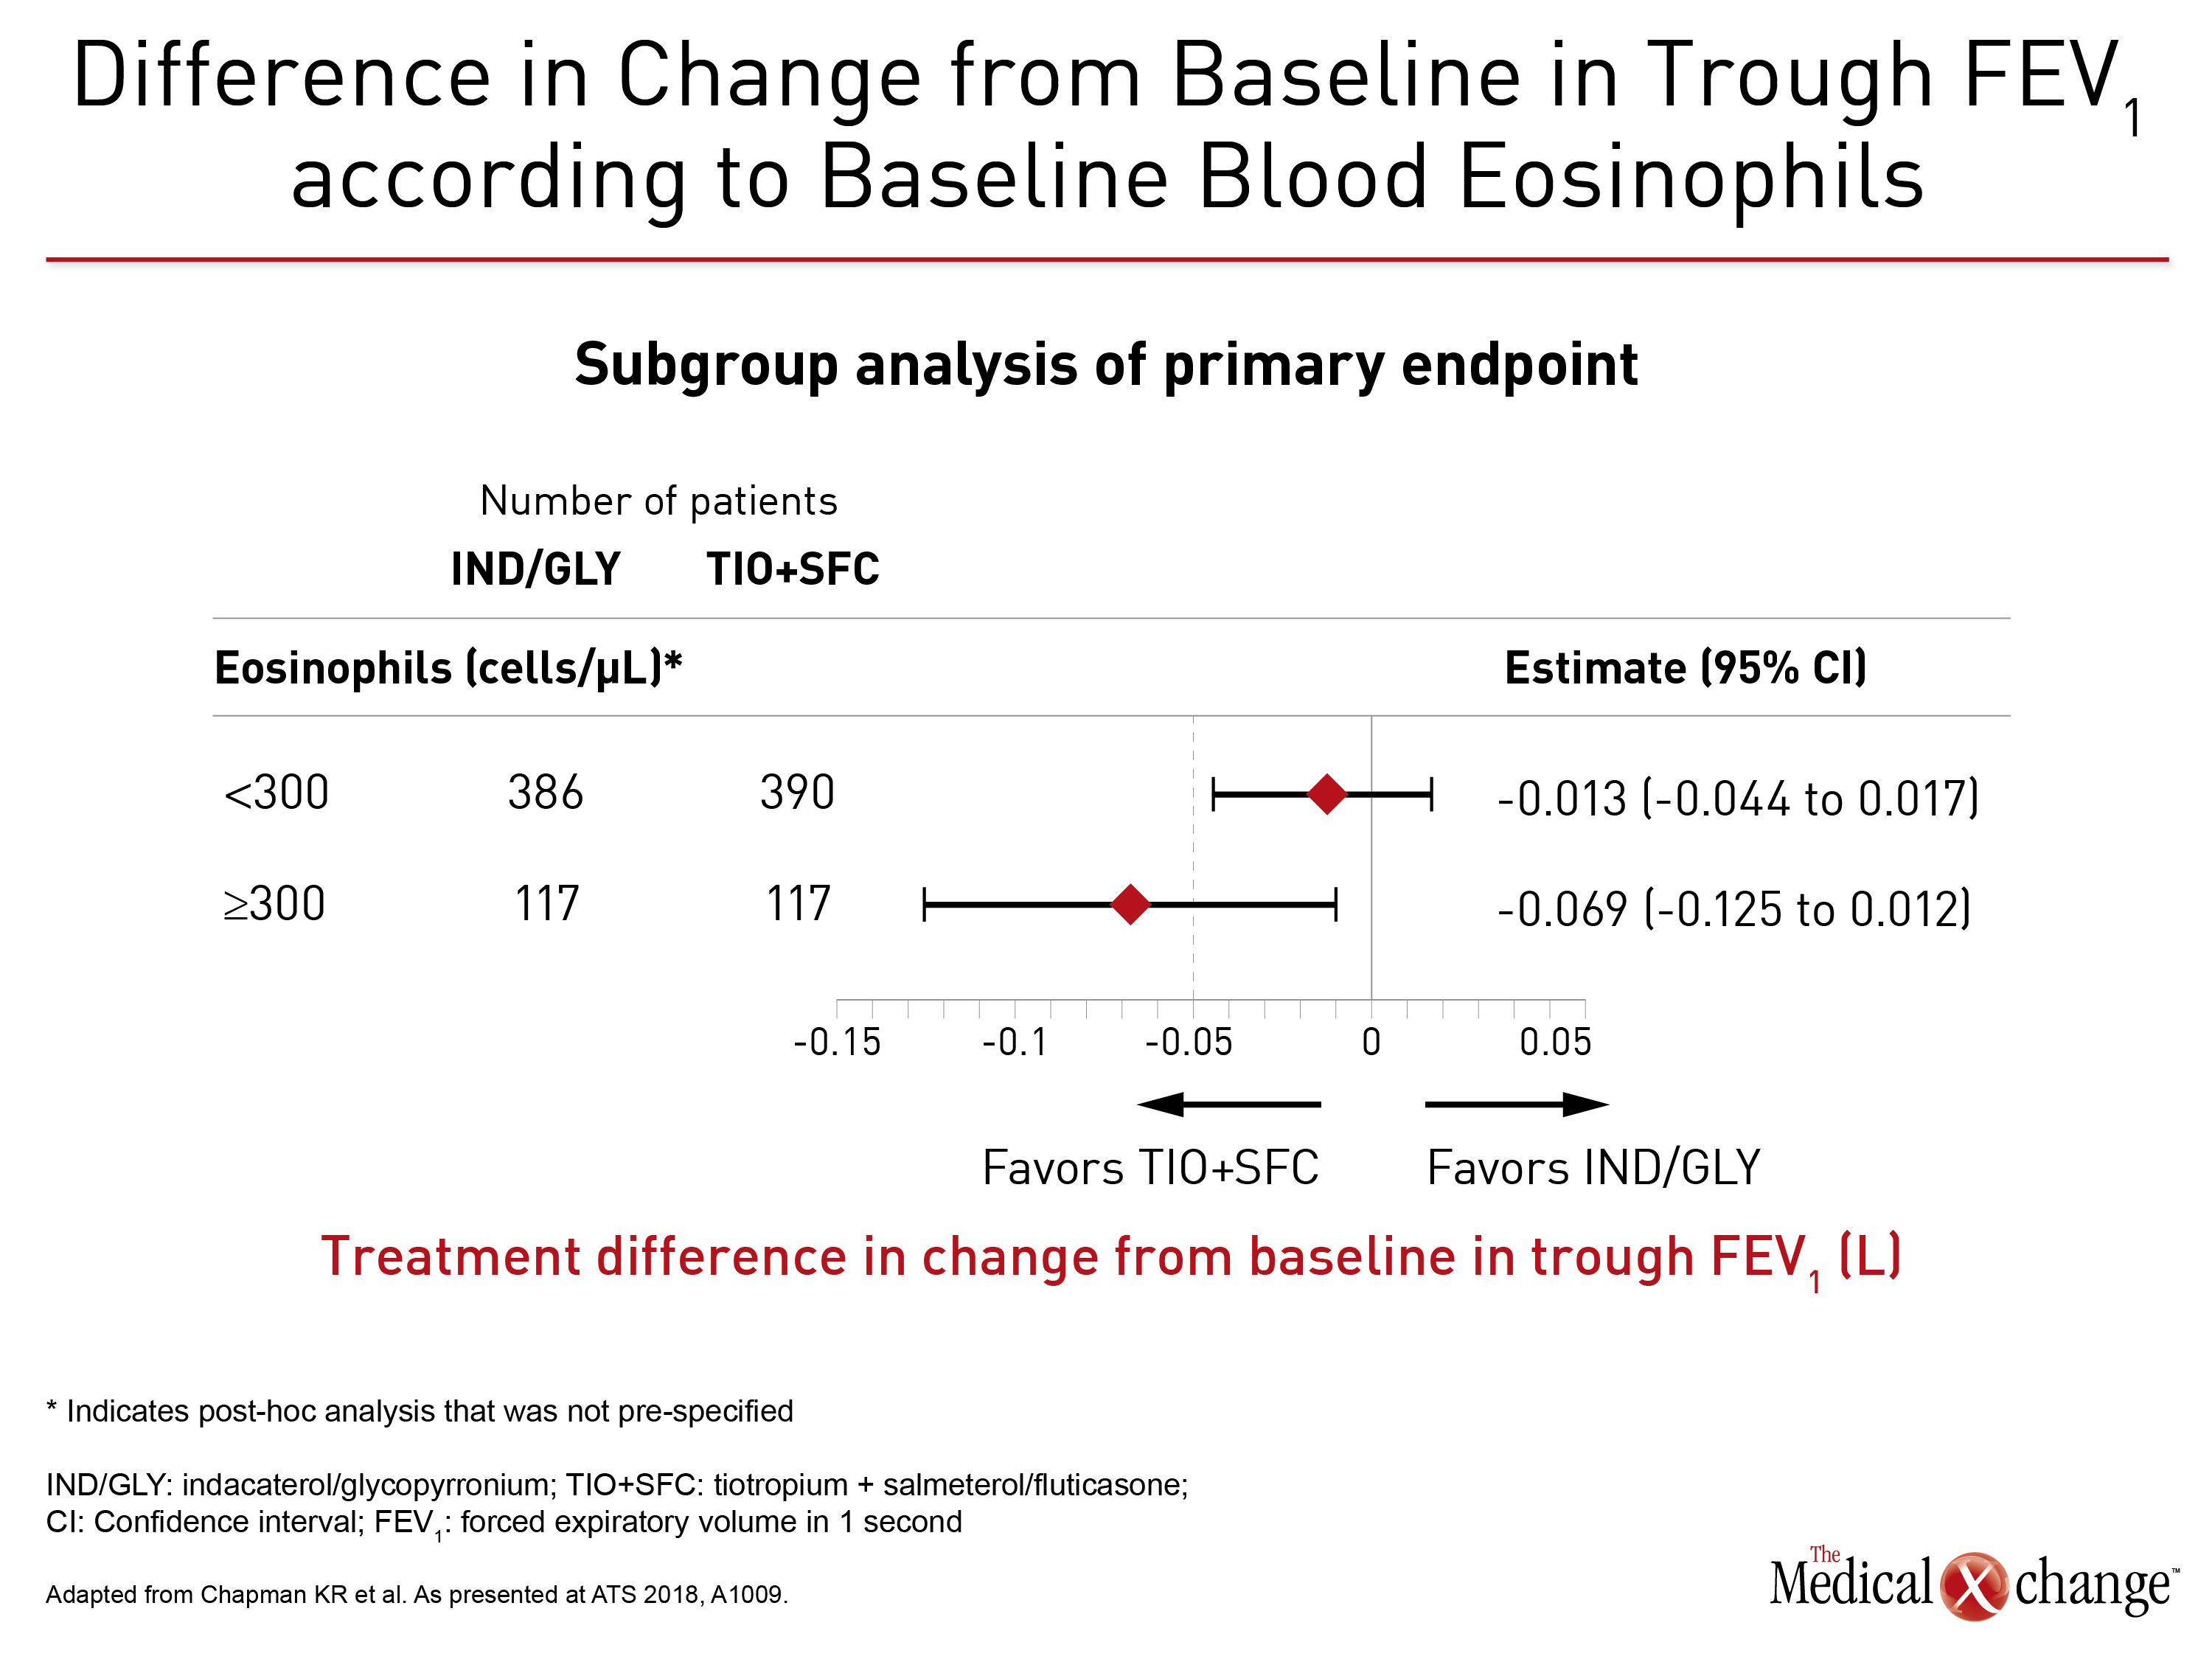 Difference in Change from Baseline in Trough FEV1
according to Baseline Blood Eosinophils
Subgroup analysis of primary endpoint
Number of patients
IND/GLY TIO+SFC
Eosinophils (cells/µL)* Estimate (95% CI)
<300 386 390 -0.013 (-0.044 to 0.017)
≥300 117 117 -0.069 (-0.125 to 0.012)
-0.15 -0.1 -0.05 0 0.05
Favors TIO+SFC Favors IND/GLY
Treatment difference in change from baseline in trough FEV1 (L)
* Indicates post-hoc analysis that was not pre-specified
IND/GLY: indacaterol/glycopyrronium; TIO+SFC: tiotropium + salmeterol/fluticasone;
CI: Confidence interval; FEV1: forced expiratory volume in 1 second
Adapted from Chapman KR et al. As presented at ATS 2018, A1009.
The
Medical X change™